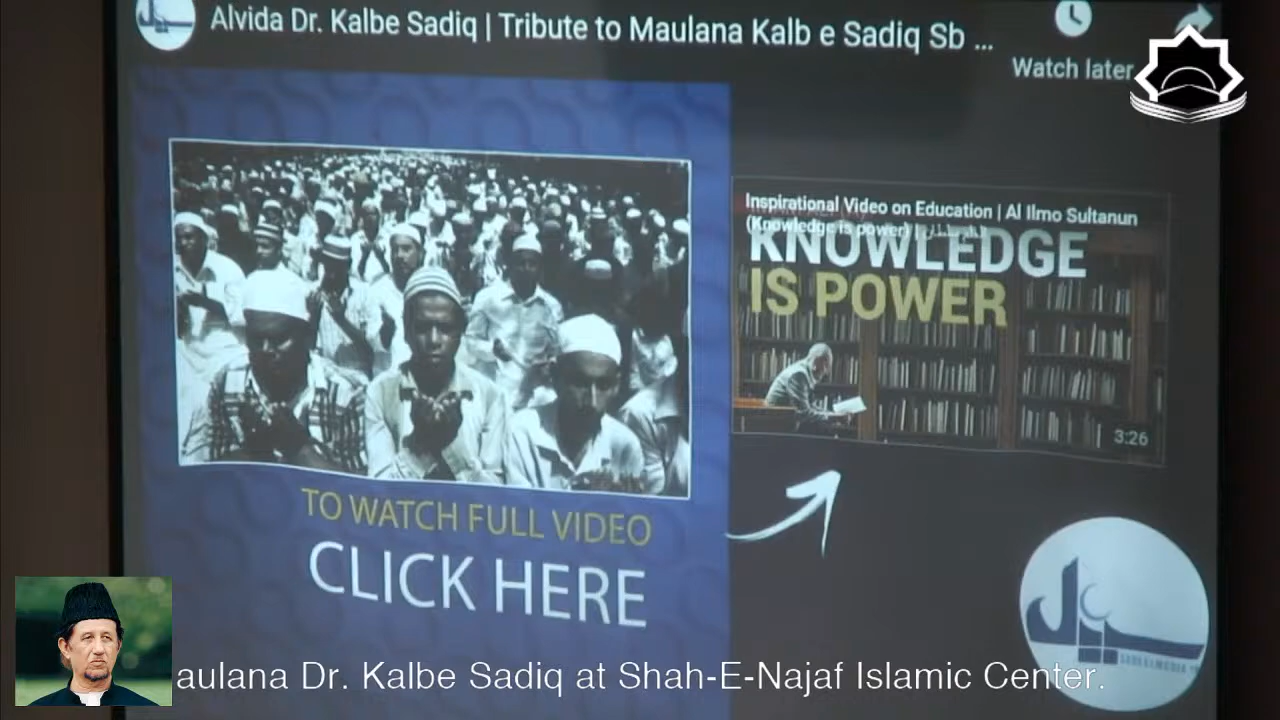 Alvida Dr. Kalbe Sadiq | Tribute to Maulana Kalb e Sadiq Sb ...
Watch later
Inspirational Video on Education | Al Ilmo Sultanun
(Knowledge is power)
KNOWLEDGE
IS POWER
3:26
TO WATCH FULL VIDEO
CLICK HERE
aulana Dr. Kalbe Sadiq at Shah-E-Najaf Islamic Center.